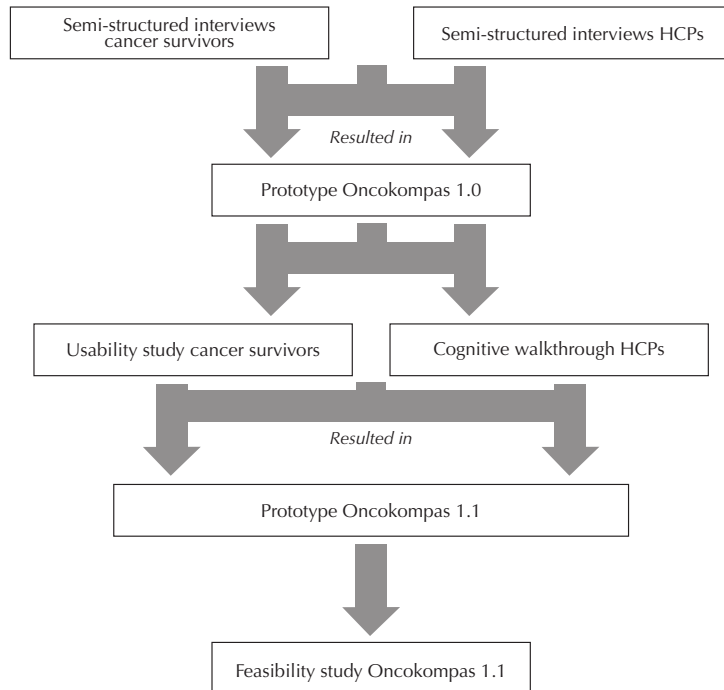 Semi-structured interviews
cancer survivors
Semi-structured interviews HCPs
Resulted in
Prototype Oncokompas 1.0
Usability study cancer survivors
Cognitive walkthrough HCPs
Resulted in
Prototype Oncokompas 1.1
Feasibility study Oncokompas 1.1